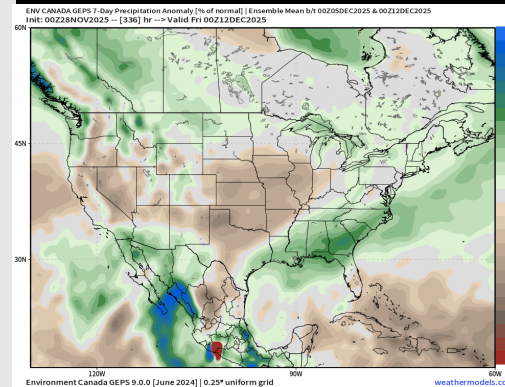 ENV CANADA GEPS 7-Day Precipitation Anomaly [% of normal] | Ensemble Mean b/t 00Z05DEC2025 & 00Z12DEC2025
Init: 00Z28NOV2025 -- [336] hr --> Valid Fri 00Z12DEC2025
60N
45N
30N
120W
90W
60W
Environment Canada GEPS 9.0.0 [June 2024] | 0.25° uniform grid
weathermodels.c